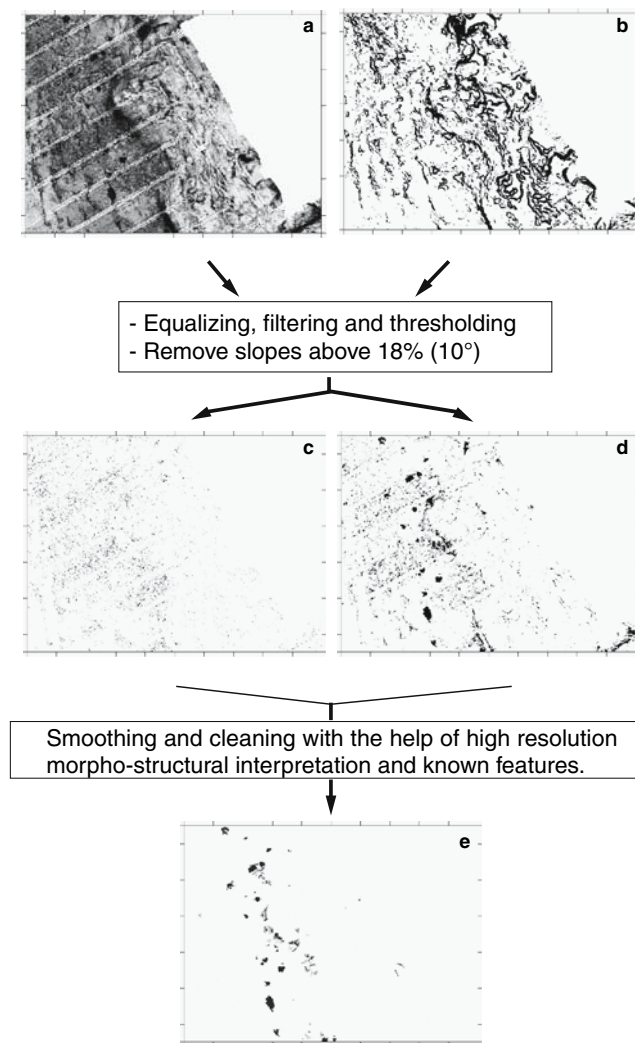 a
b
- Equalizing, filtering and thresholding
- Remove slopes above 18% (10°)
c
d
Smoothing and cleaning with the help of high resolution
morpho-structural interpretation and known features.
e